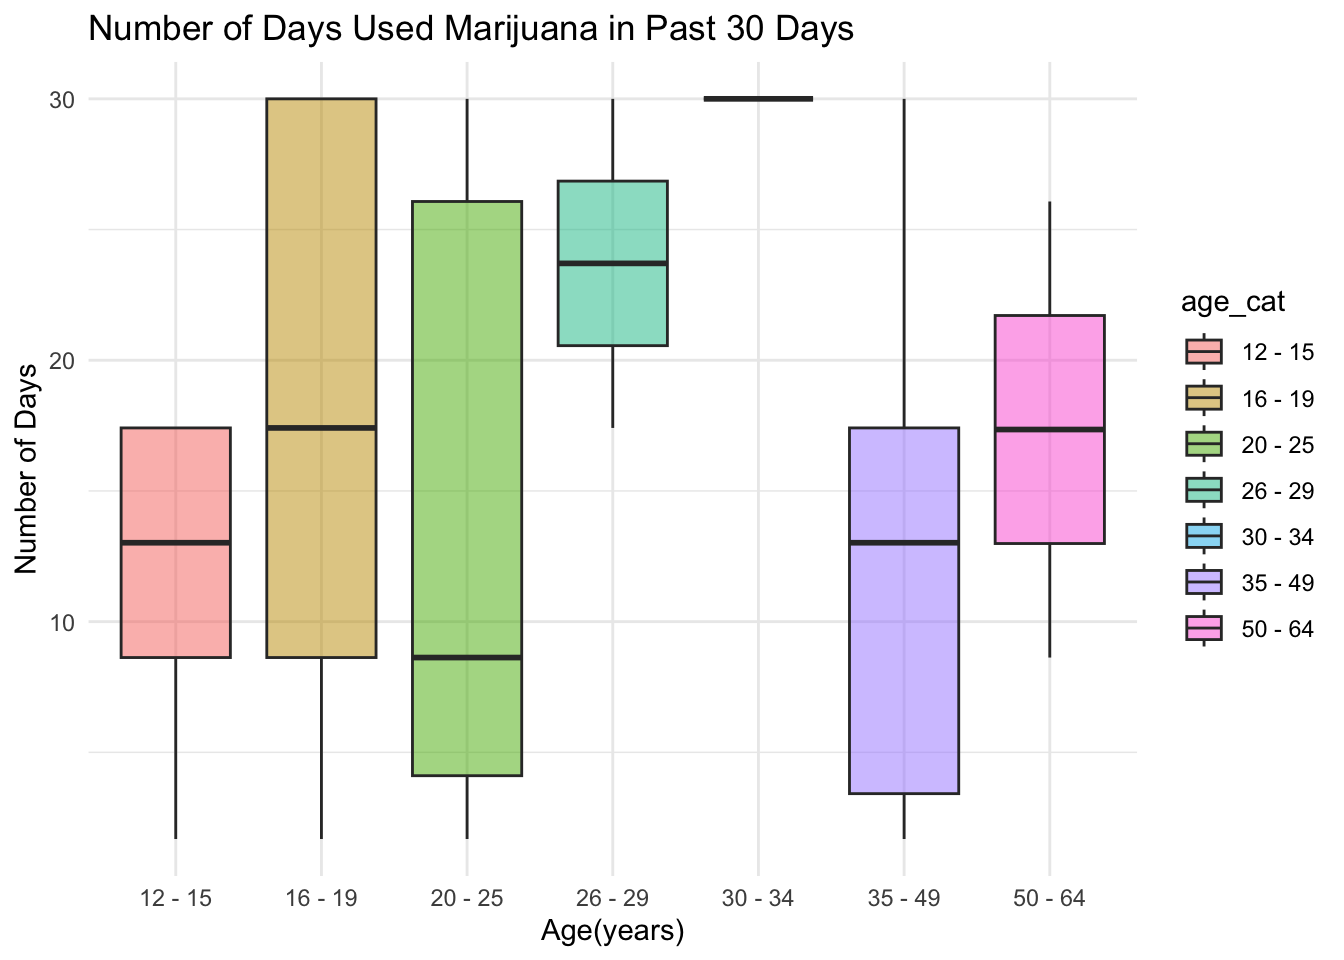 Number of Days Used Marijuana in Past 30 Days
30
20
10
Number of Days
12 - 15
16 - 19
20 - 25
26 - 29
30 - 34
35 - 49
50 - 64
Age(years)
age_cat
12 - 15
16 - 19
20 - 25
26 - 29
30 - 34
35 - 49
50 - 64